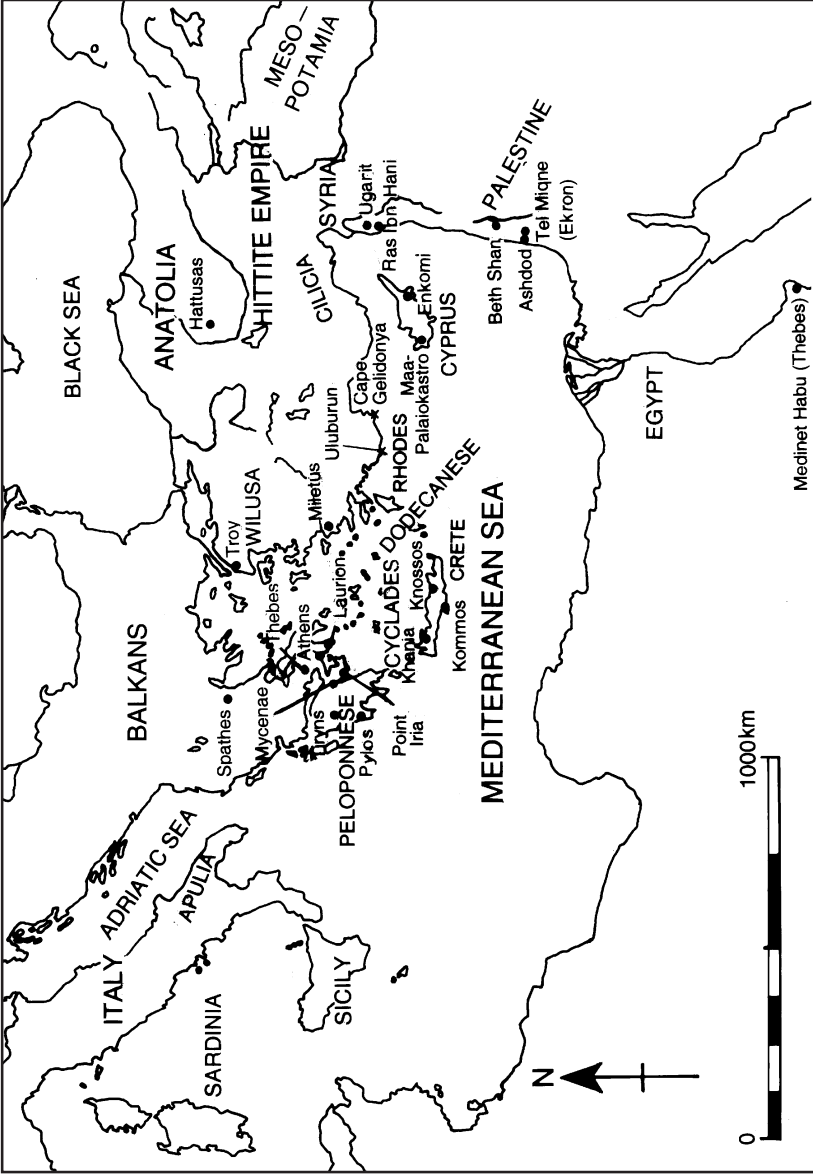 BLACK SEA
BALKANS
ITALY
ADRIATIC SEA
APULIA
SARDINIA
SICILY
ANATOLIA
Hattusas
HITTITE EMPIRE
MESO—
POTAMIA
CILICIA
SYRIA
Ugarit
Ras Ibn Hani
Spathes
Troy
WILUSA
Thebes
Mycenae
Athens
Tiryns
Laurion
Miletus
PELOPONNESE
Pylos
Point
Iria
CYCLADES
DODECANESE
Uluburun
Cape
Gelidonya
RHODES
Maa-
Palaiokastro
Enkomi
CYPRUS
Khania
Knossos
CRETE
Kommos
MEDITERRANEAN SEA
Beth Shan
PALESTINE
Ashdod
Tel Miqne
(Ekron)
EGYPT
Medinet Habu (Thebes)
N
0
1000 km